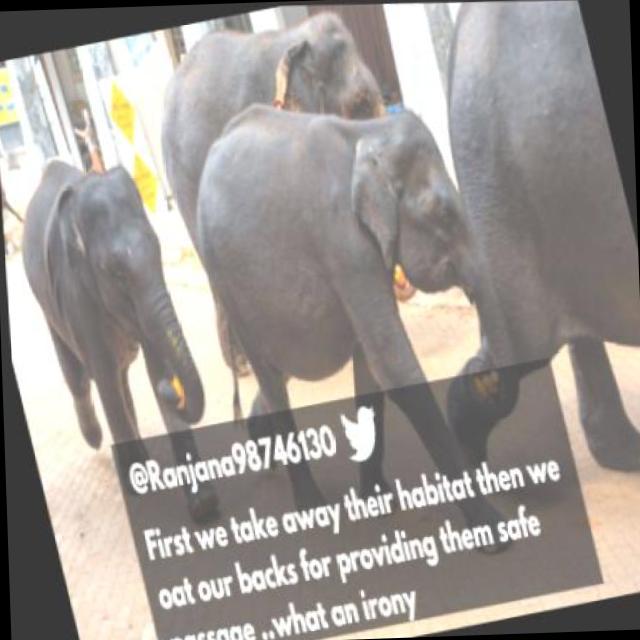 @Ranjana98746130
First we take away their habitat then we
oat our backs for providing them safe
passage ,,what an irony